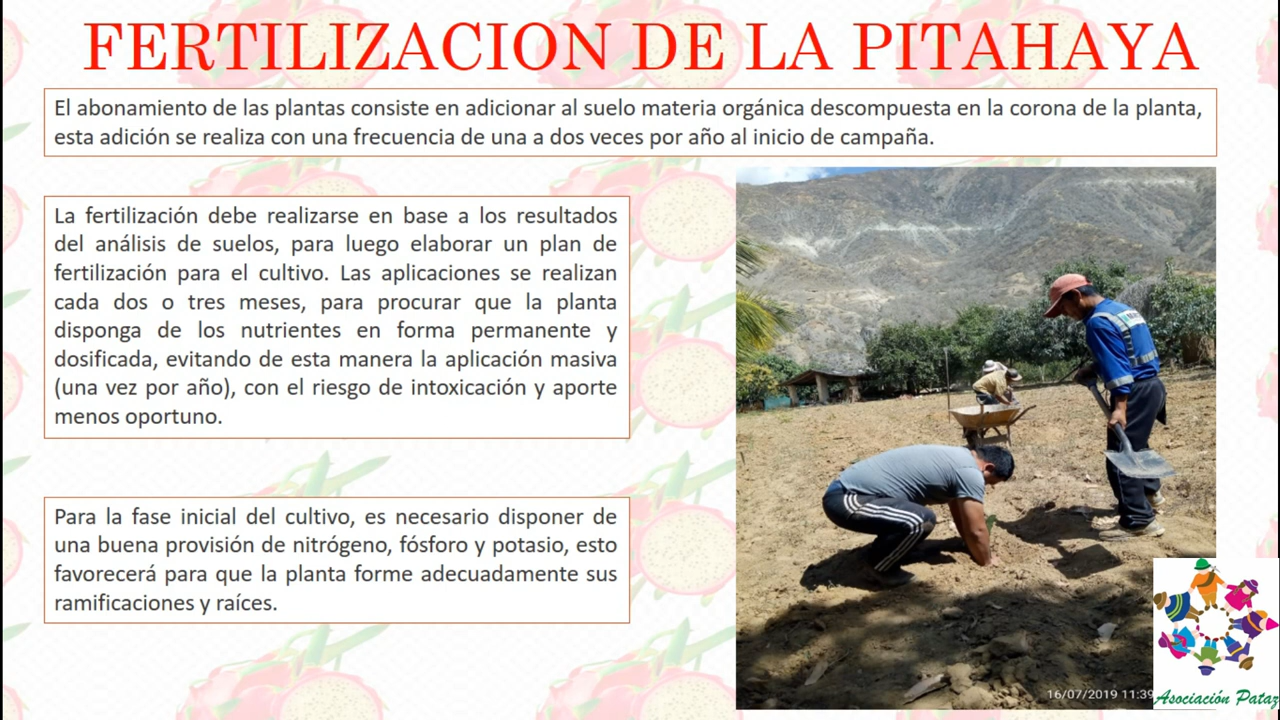 FERTILIZACION DE LA PITAHAYA
El abonamiento de las plantas consiste en adicionar al suelo materia orgánica descompuesta en la corona de la planta,
esta adición se realiza con una frecuencia de una a dos veces por año al inicio de campaña.
La fertilización debe realizarse en base a los resultados
del análisis de suelos, para luego elaborar un plan de
fertilización para el cultivo. Las aplicaciones se realizan
cada dos o tres meses, para procurar que la planta
disponga de los nutrientes en forma permanente y
dosificada, evitando de esta manera la aplicación masiva
(una vez por año), con el riesgo de intoxicación y aporte
menos oportuno.
Para la fase inicial del cultivo, es necesario disponer de
una buena provisión de nitrógeno, fósforo y potasio, esto
favorecerá para que la planta forme adecuadamente sus
ramificaciones y raíces.
16/07/2019 11:39
Asociación Pataz